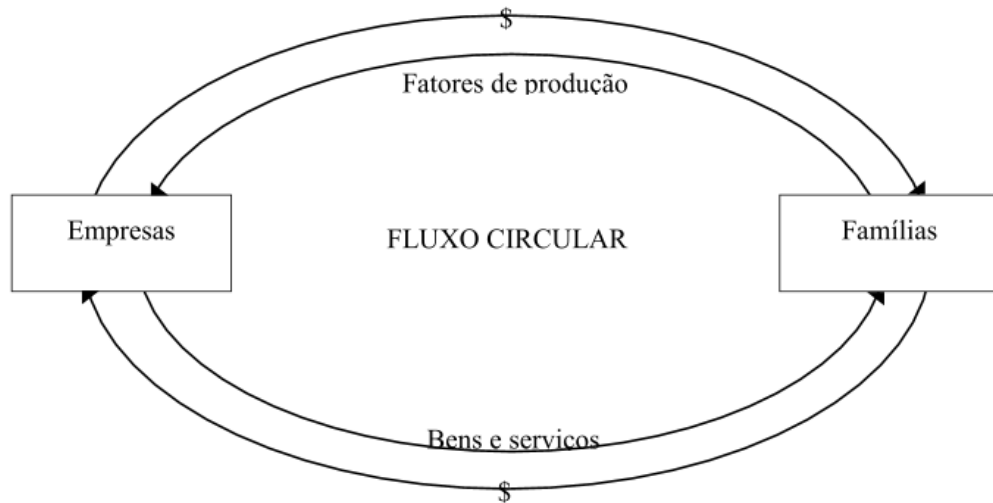 $
Fatores de produção
Empresas
Famílias
FLUXO CIRCULAR
Bens e serviços
$